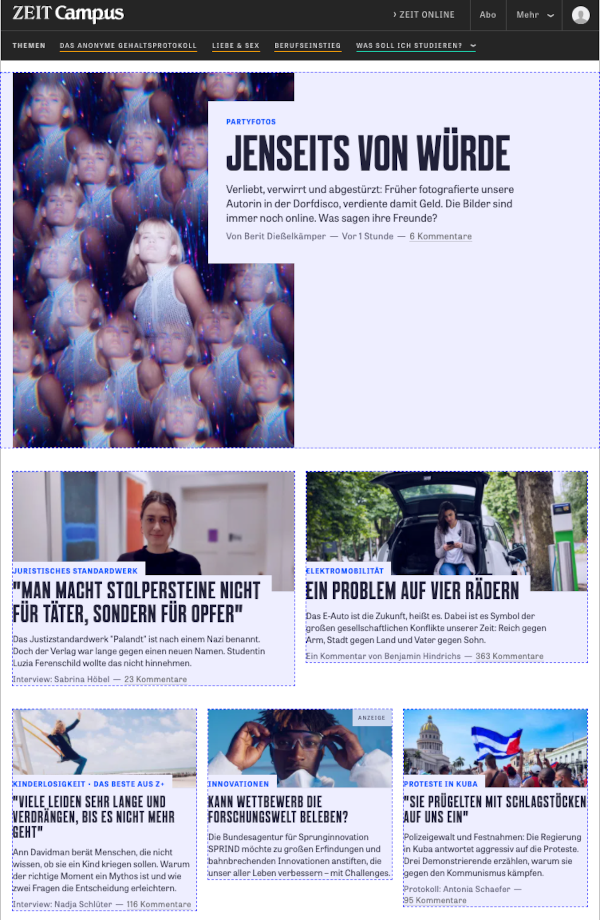 ZEIT Campus
› ZEIT ONLINE
Abo
Mehr
THEMEN
DAS ANONYME GEHALTSPROTOKOLL
LIEBE & SEX
BERUFSEINSTIEG
WAS SOLL ICH STUDIEREN?
PARTYFOTOS
JENSEITS VON WÜRDE
Verliebt, verwirrt und abgestürzt: Früher fotografierte unsere
Autorin in der Dorfdisco, verdiente damit Geld. Die Bilder sind
immer noch online. Was sagen ihre Freunde?
Von Berit Dießelkämper — Vor 1 Stunde — 6 Kommentare
JURISTISCHES STANDARDWERK
"MAN MACHT STOLPERSTEINE NICHT
FÜR TÄTER, SONDERN FÜR OPFER"
Das Justizstandardwerk "Palandt" ist nach einem Nazi benannt.
Doch der Verlag war lange gegen einen neuen Namen. Studentin
Luzia Ferenschild wollte das nicht hinnehmen.
Interview: Sabrina Höbel — 23 Kommentare
ELEKTROMOBILITÄT
EIN PROBLEM AUF VIER RÄDERN
Das E-Auto ist die Zukunft, heißt es. Dabei ist es Symbol der
großen gesellschaftlichen Konflikte unserer Zeit: Reich gegen
Arm, Stadt gegen Land und Vater gegen Sohn.
Ein Kommentar von Benjamin Hindrichs — 363 Kommentare
KINDERLOSIGKEIT • DAS BESTE AUS Z+
"VIELE LEIDEN SEHR LANGE UND
VERDRÄNGEN, BIS ES NICHT MEHR
GEHT"
Ann Davidman berät Menschen, die nicht
wissen, ob sie ein Kind kriegen sollen. Warum
der richtige Moment ein Mythos ist und wie
zwei Fragen die Entscheidung erleichtern.
Interview: Nadja Schlüter — 116 Kommentare
ANZEIGE
INNOVATIONEN
KANN WETTBEWERB DIE
FORSCHUNGSWELT BELEBEN?
Die Bundesagentur für Sprunginnovation
SPRIND möchte zu großen Erfindungen und
bahnbrechenden Innovationen anstiften, die
unser aller Leben verbessern – mit Challenges.
PROTESTE IN KUBA
"SIE PRÜGELTEN MIT SCHLAGSTÖCKEN
AUF UNS EIN"
Polizeigewalt und Festnahmen: Die Regierung
in Kuba antwortet aggressiv auf die Proteste.
Drei Demonstrierende erzählen, warum sie
gegen den Kommunismus kämpfen.
Protokoll: Antonia Schaefer —
95 Kommentare